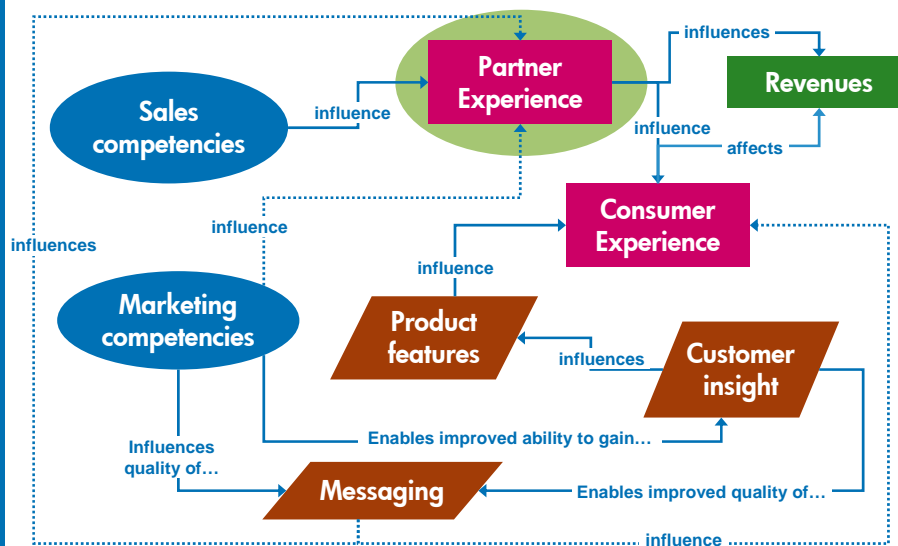 influences
Partner
Experience
Revenues
Sales
competencies
influence
influence
affects
Consumer
Experience
influence
influences
influence
Marketing
competencies
Product
features
influences
Customer
insight
Influences
quality of…
Enables improved ability to gain…
Messaging
Enables improved quality of…
influence